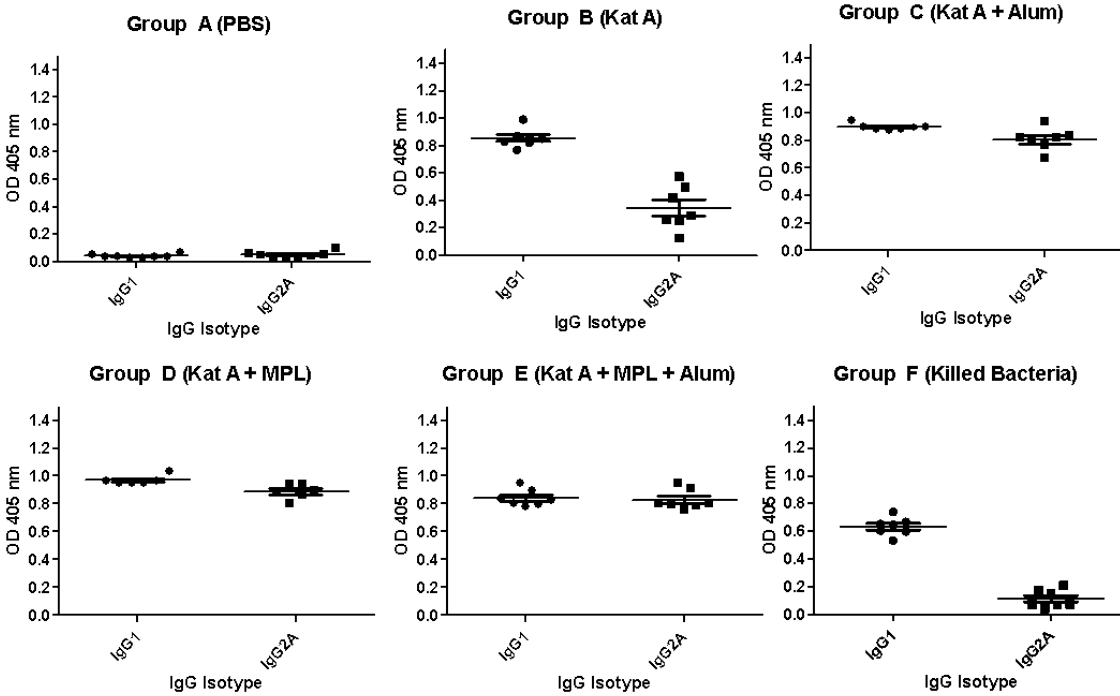 Group A (PBS)
OD 405 nm
1.4
1.2
1.0
0.8
0.6
0.4
0.2
0.0
IgG1
IgG2A
IgG Isotype
Group B (Kat A)
OD 405 nm
1.4
1.2
1.0
0.8
0.6
0.4
0.2
0.0
IgG1
IgG2A
IgG Isotype
Group C (Kat A + Alum)
OD 405 nm
1.4
1.2
1.0
0.8
0.6
0.4
0.2
0.0
IgG1
IgG2A
IgG Isotype
Group D (Kat A + MPL)
OD 405 nm
1.4
1.2
1.0
0.8
0.6
0.4
0.2
0.0
IgG1
IgG2A
IgG Isotype
Group E (Kat A + MPL + Alum)
OD 405 nm
1.4
1.2
1.0
0.8
0.6
0.4
0.2
0.0
IgG1
IgG2A
IgG Isotype
Group F (Killed Bacteria)
OD 405 nm
1.4
1.2
1.0
0.8
0.6
0.4
0.2
0.0
IgG1
IgG2A
IgG Isotype